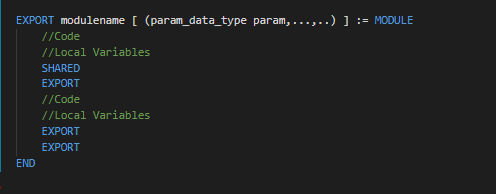 EXPORT modulename [ (param_data_type param,...,..) ] := MODULE
//Code
//Local Variables
SHARED
EXPORT
//Code
//Local Variables
EXPORT
EXPORT
END